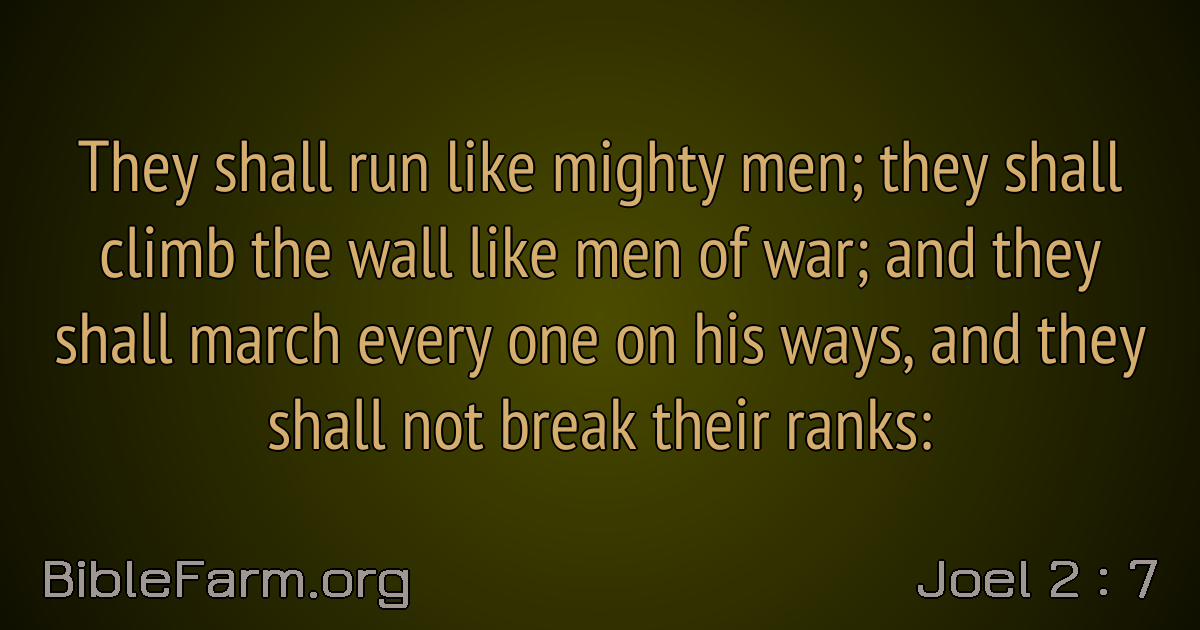 They shall run like mighty men; they shall
climb the wall like men of war; and they
shall march every one on his ways, and they
shall not break their ranks:
BibleFarm.org
Joel 2 : 7